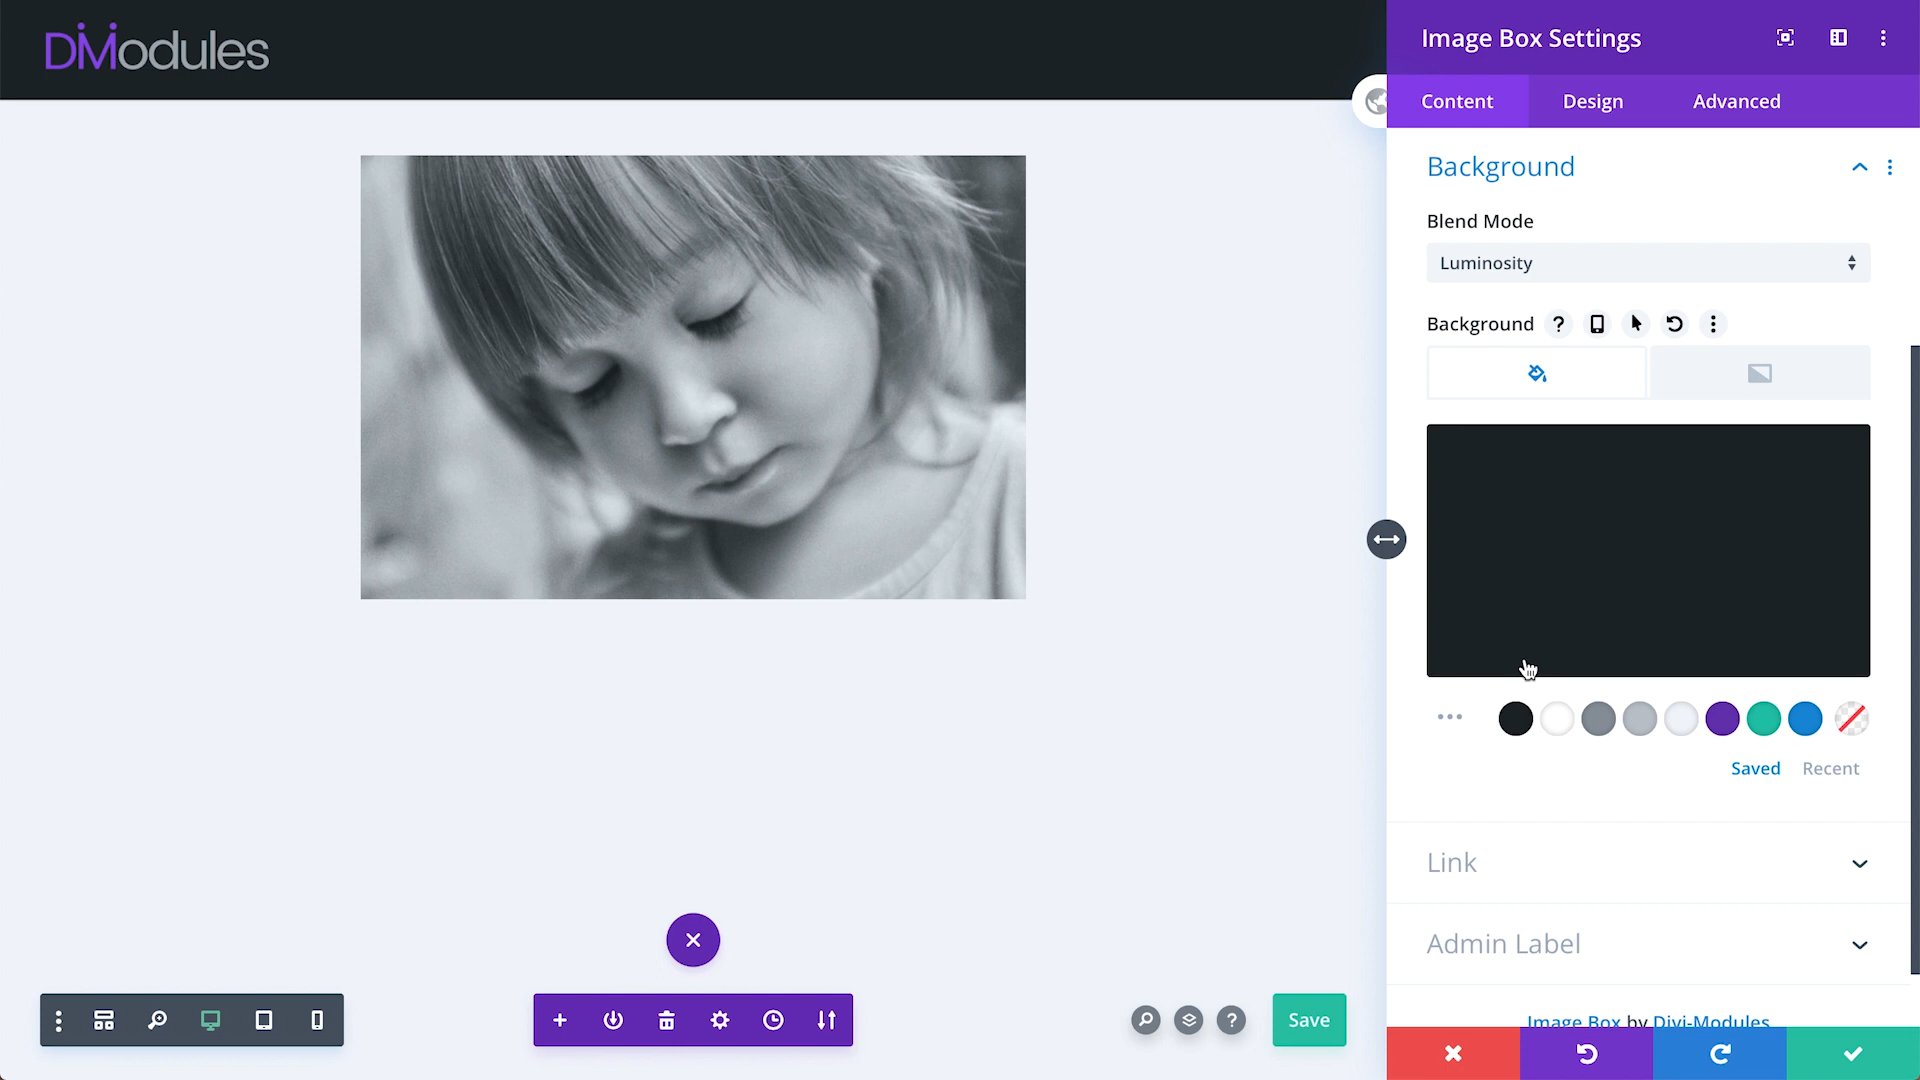 DiModules
Image Box Settings
Content
Design
Advanced
Background
Blend Mode
Luminosity
Background
Saved
Recent
Link
Admin Label
Image Box by Divi-Modules
Save